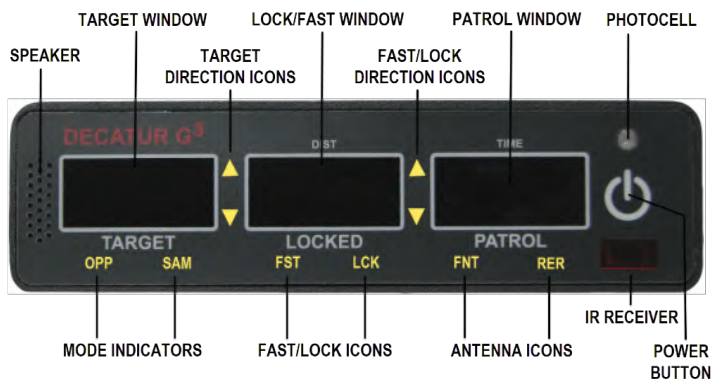 TARGET WINDOW
LOCK/FAST WINDOW
PATROL WINDOW
PHOTOCELL
SPEAKER
TARGET
DIRECTION ICONS
FAST/LOCK
DIRECTION ICONS
DECATUR G3
DIST
TIME
TARGET
LOCKED
PATROL
OPP SAM
FST LCK
FNT RER
IR RECEIVER
MODE INDICATORS
FAST/LOCK ICONS
ANTENNA ICONS
POWER
BUTTON